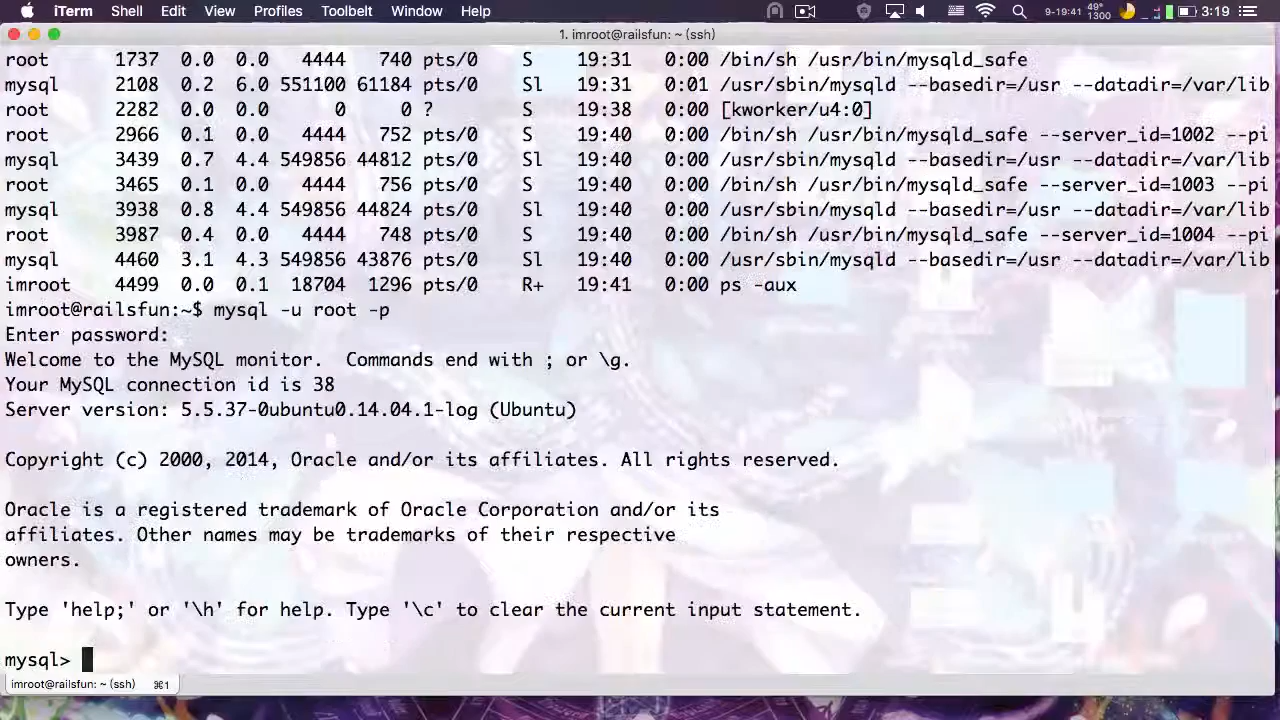 iTerm Shell Edit View Profiles Toolbelt Window Help 9-19:41 49° 1300 3:19
1. imroot@railsfun: ~ (ssh)
root 1737 0.0 0.0 4444 740 pts/0 S 19:31 0:00 /bin/sh /usr/bin/mysqld_safe
mysql 2108 0.2 6.0 551100 61184 pts/0 Sl 19:31 0:01 /usr/sbin/mysqld --basedir=/usr --datadir=/var/lib
root 2282 0.0 0.0 0 0 ? S 19:38 0:00 [kworker/u4:0]
root 2966 0.1 0.0 4444 752 pts/0 S 19:40 0:00 /bin/sh /usr/bin/mysqld_safe --server_id=1002 --pi
mysql 3439 0.7 4.4 549856 44812 pts/0 Sl 19:40 0:00 /usr/sbin/mysqld --basedir=/usr --datadir=/var/lib
root 3465 0.1 0.0 4444 756 pts/0 S 19:40 0:00 /bin/sh /usr/bin/mysqld_safe --server_id=1003 --pi
mysql 3938 0.8 4.4 549856 44824 pts/0 Sl 19:40 0:00 /usr/sbin/mysqld --basedir=/usr --datadir=/var/lib
root 3987 0.4 0.0 4444 748 pts/0 S 19:40 0:00 /bin/sh /usr/bin/mysqld_safe --server_id=1004 --pi
mysql 4460 3.1 4.3 549856 43876 pts/0 Sl 19:40 0:00 /usr/sbin/mysqld --basedir=/usr --datadir=/var/lib
imroot 4499 0.0 0.1 18704 1296 pts/0 R+ 19:41 0:00 ps -aux
imroot@railsfun:~$ mysql -u root -p
Enter password:
Welcome to the MySQL monitor.  Commands end with ; or \g.
Your MySQL connection id is 38
Server version: 5.5.37-0ubuntu0.14.04.1-log (Ubuntu)
Copyright (c) 2000, 2014, Oracle and/or its affiliates. All rights reserved.
Oracle is a registered trademark of Oracle Corporation and/or its
affiliates. Other names may be trademarks of their respective
owners.
Type 'help;' or '\h' for help. Type '\c' to clear the current input statement.
mysql>
imroot@railsfun: ~ (ssh) ⌘1